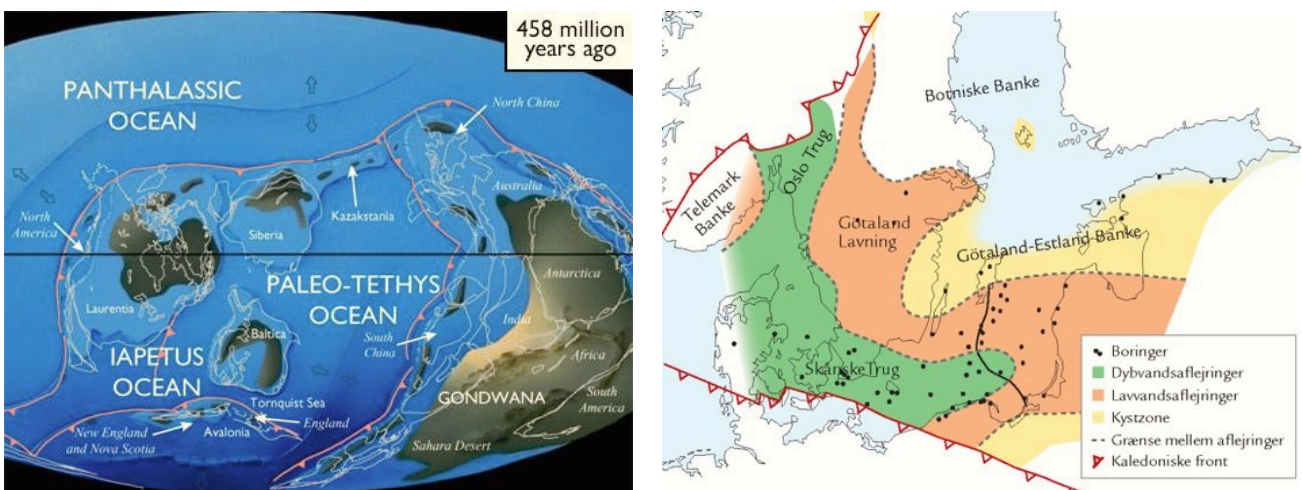 458 million
years ago
PANTHALASSIC
OCEAN
North China
Australia
North
America
Kazakstania
Siberia
Antarctica
PALEO-TETHYS
OCEAN
Laurentia
India
Baltica
South
China
IAPETUS
OCEAN
Africa
Tornquist Sea
GONDWANA
South
America
England
New England
and Nova Scotia
Avalonia
Sahara Desert
Botniske Banke
Oslo Trug
Telemark
Banke
Götaland
Lavning
Götaland-Estland Banke
Skånske Trug
Boringer
Dybvandsaflejringer
Lavvandsaflejringer
Kystzone
Grænse mellem aflejringer
Kaledoniske front